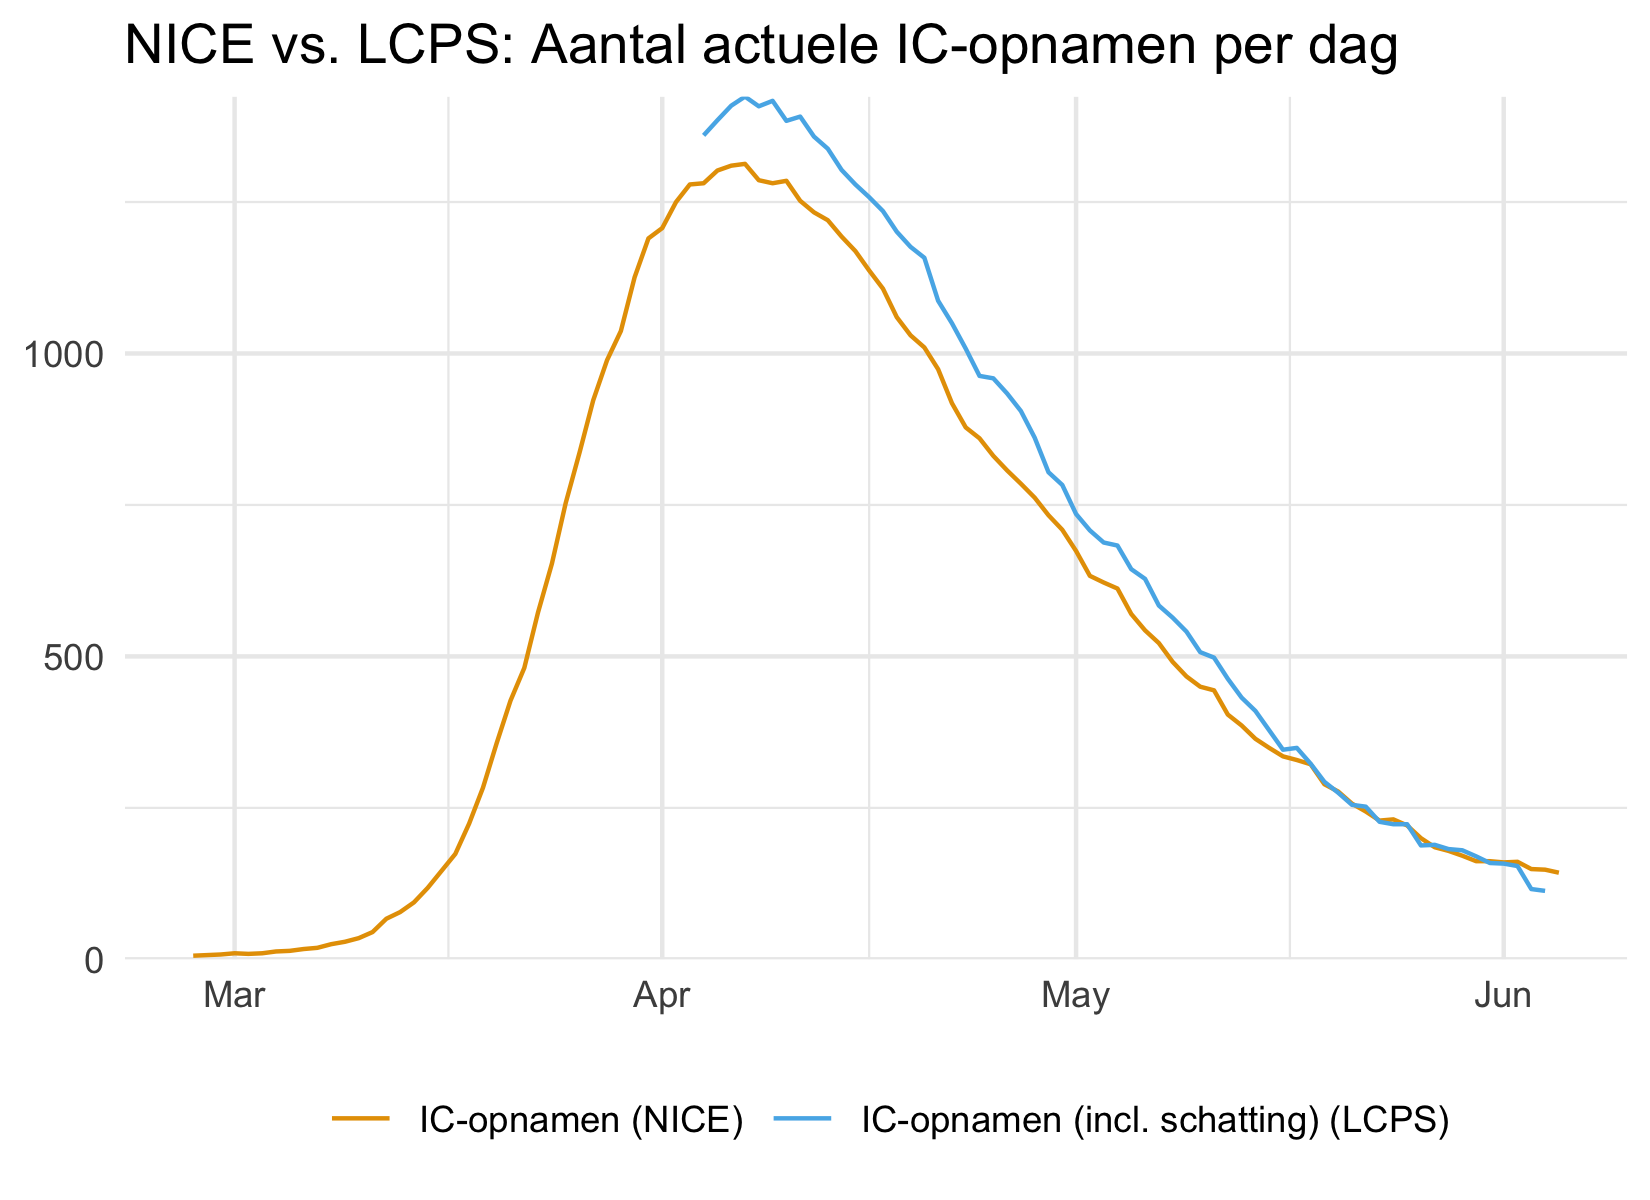 NICE vs. LCPS: Aantal actuele IC-opnamen per dag
1000
500
0
Mar Apr May Jun
IC-opnamen (NICE) IC-opnamen (incl. schatting) (LCPS)